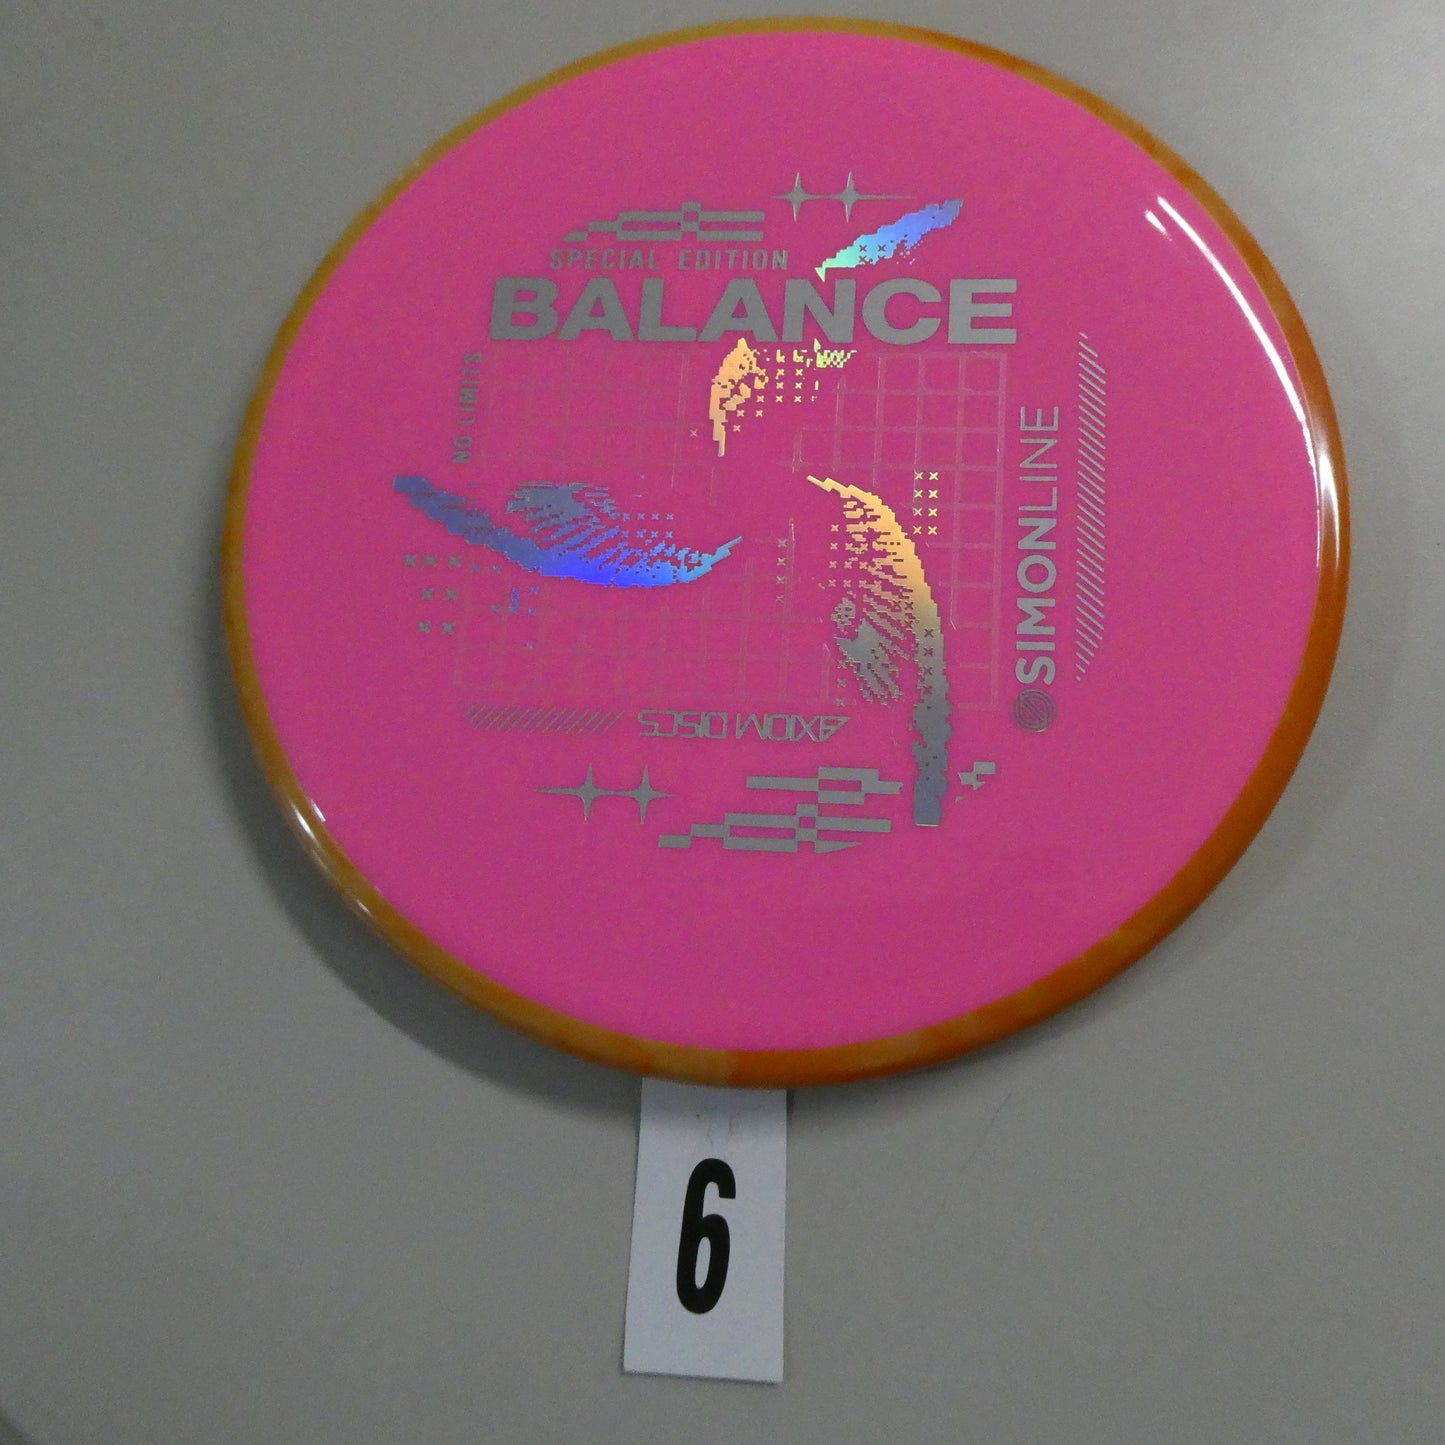 SPECIAL EDITION
BALANCE
NO LIMITS
SIMONLINE
AXIOM DISCS
6